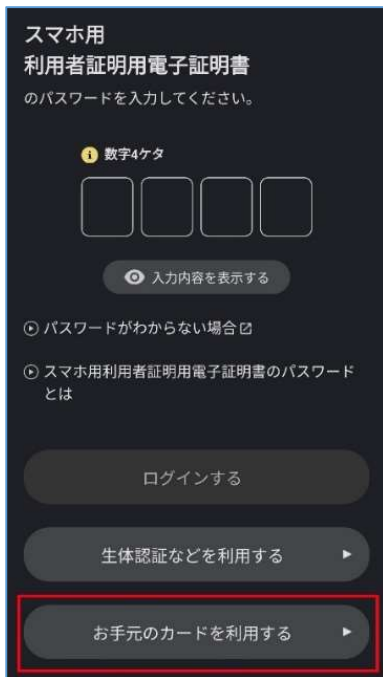 スマホ用
利用者証明用電子証明書
のパスワードを入力してください。
数字4ケタ
入力内容を表示する
パスワードがわからない場合
スマホ用利用者証明用電子証明書のパスワード
とは
ログインする
生体認証などを利用する
お手元のカードを利用する